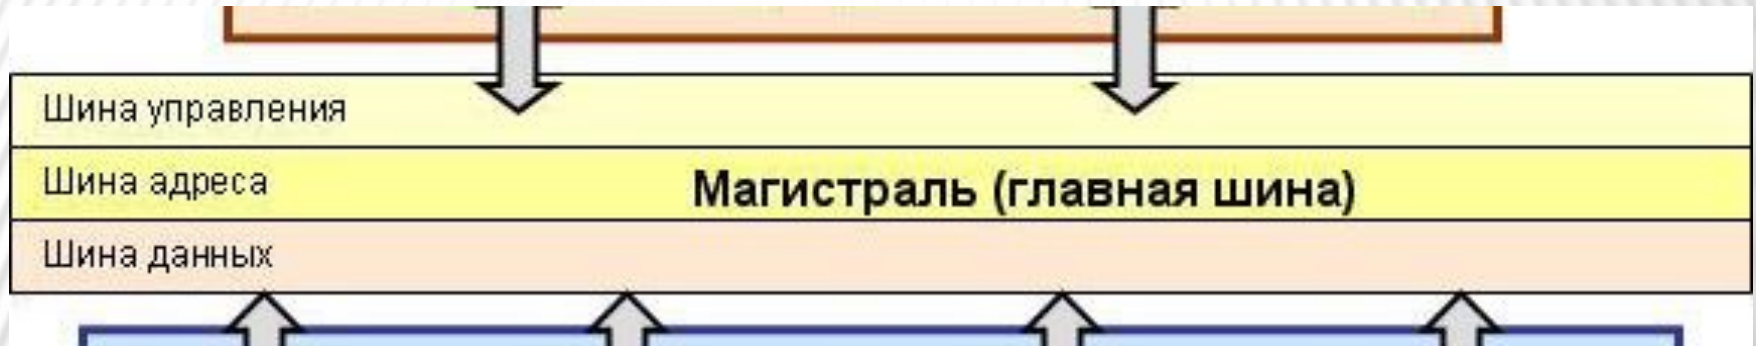 Шина управления
Шина адреса
Магистраль (главная шина)
Шина данных